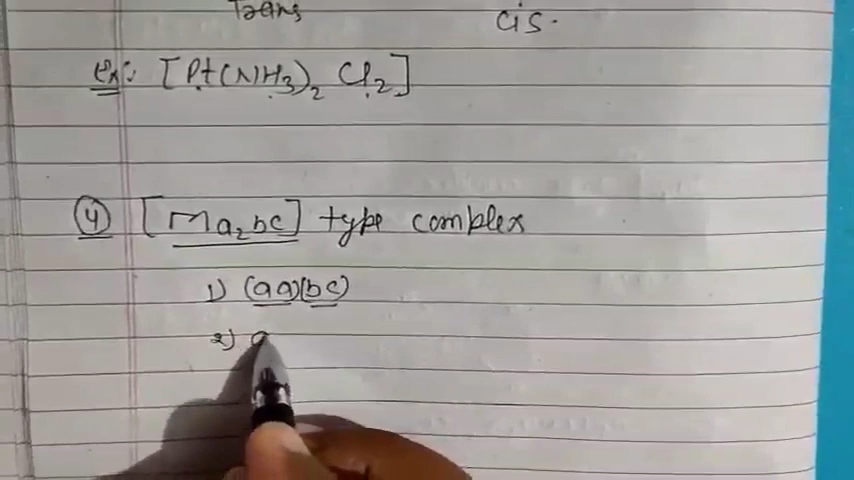 Trans cis.
Ex: [Pt(NH3)2 Cl2]
④ [Ma2bc] type complex
1) (aa)(bc)
2) a